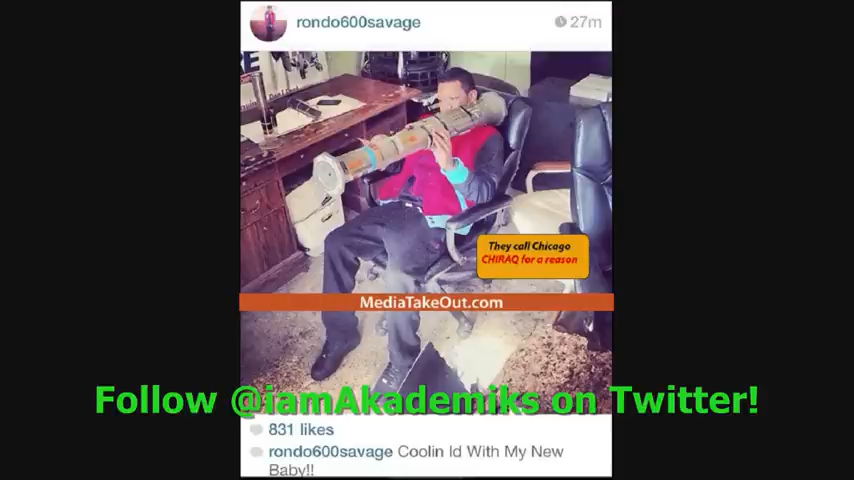 rondo600savage
27m
They call Chicago
CHIRAQ for a reason
MediaTakeOut.com
Follow @iamAkademiks on Twitter!
831 likes
rondo600savage Coolin Id With My New
Baby!!